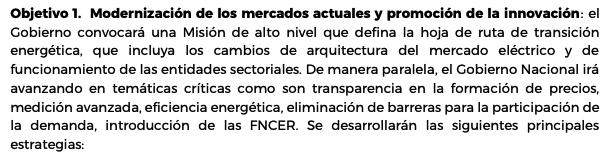 Objetivo 1. Modernización de los mercados actuales y promoción de la innovación: el
Gobierno convocará una Misión de alto nivel que defina la hoja de ruta de transición
energética, que incluya los cambios de arquitectura del mercado eléctrico y de
funcionamiento de las entidades sectoriales. De manera paralela, el Gobierno Nacional irá
avanzando en temáticas críticas como son transparencia en la formación de precios,
medición avanzada, eficiencia energética, eliminación de barreras para la participación de
la demanda, introducción de las FNCER. Se desarrollarán las siguientes principales
estrategias: